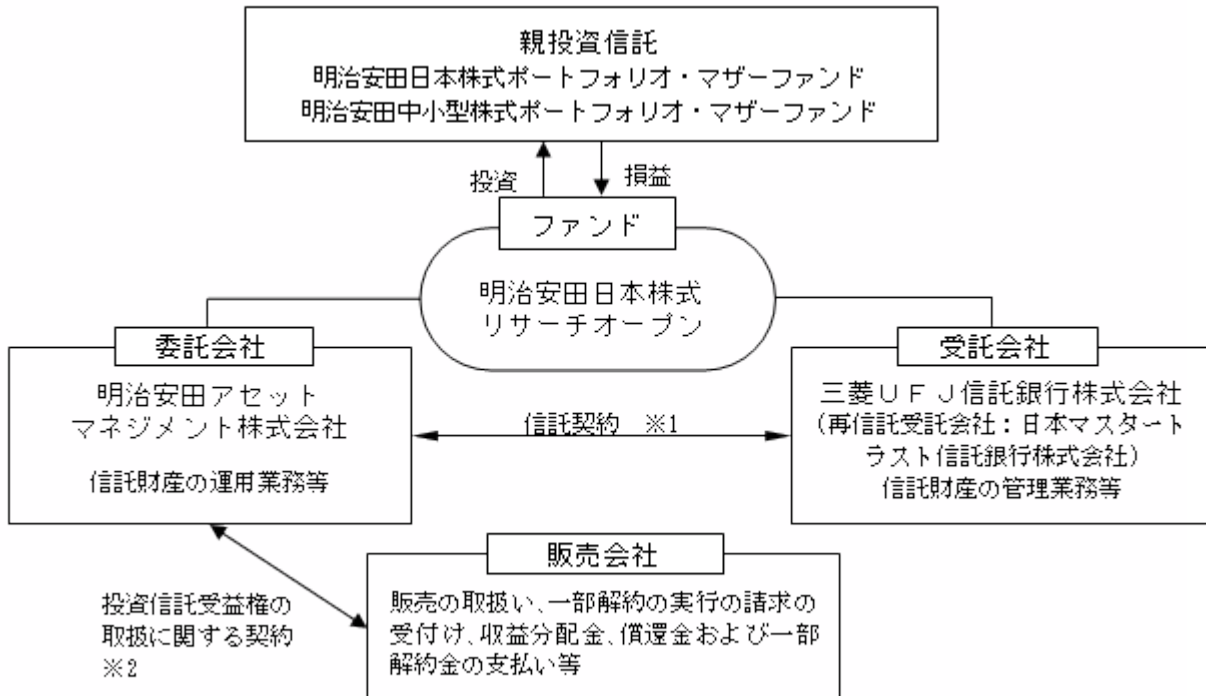 親投資信託
明治安田日本株式ポートフォリオ・マザーファンド
明治安田中小型株式ポートフォリオ・マザーファンド
投資
損益
ファンド
明治安田日本株式
リサーチオープン
委託会社
明治安田アセット
マネジメント株式会社
信託財産の運用業務等
信託契約 ※1
受託会社
三菱UFJ信託銀行株式会社
(再信託受託会社:日本マスタート
ラスト信託銀行株式会社)
信託財産の管理業務等
投資信託受益権の
取扱に関する契約
※2
販売会社
販売の取扱い、一部解約の実行の請求の
受付け、収益分配金、償還金および一部
解約金の支払い等